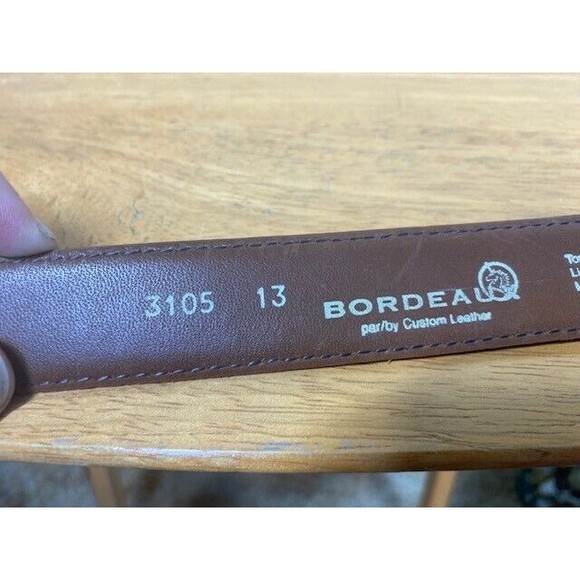 3105 13 BORDEAUX
par/by Custom Leather